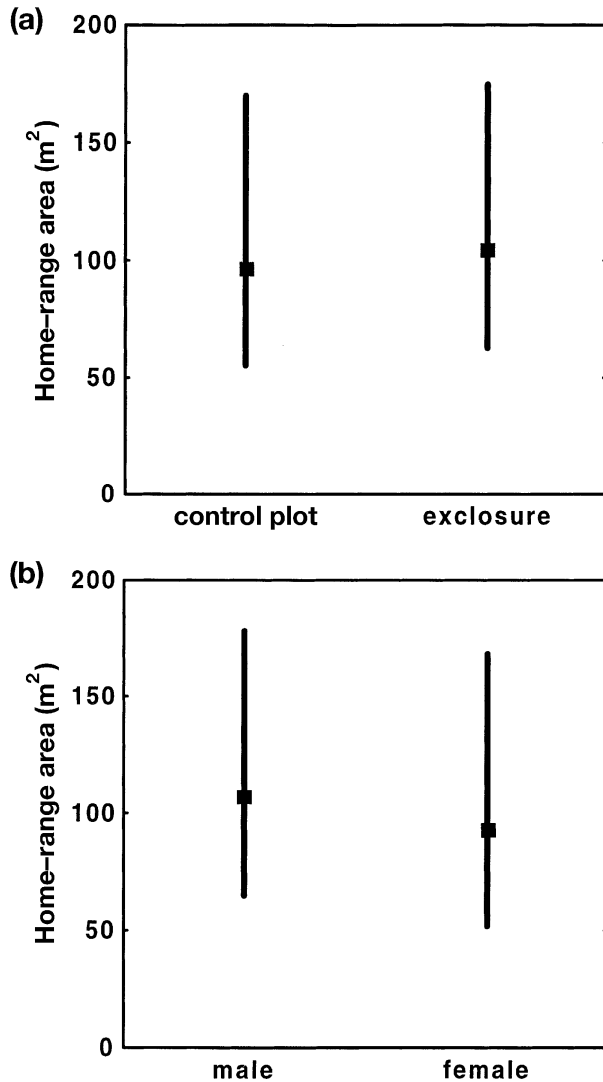 (a)
200
150
100
50
0
Home–range area (m²)
control plot
exclosure
(b)
200
150
100
50
0
Home–range area (m²)
male
female